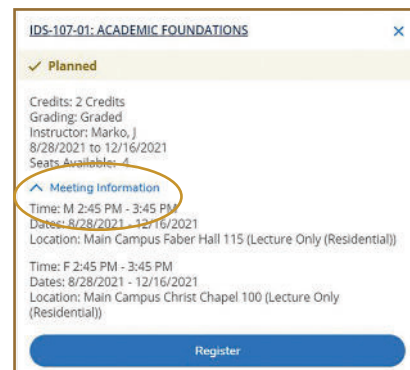 IDS-107-01: ACADEMIC FOUNDATIONS
Planned
Credits: 2 Credits
Grading: Graded
Instructor: Marko, J
8/28/2021 to 12/16/2021
Seats Available: -4
Meeting Information
Time: M 2:45 PM - 3:45 PM
Dates: 8/28/2021 - 12/16/2021
Location: Main Campus Faber Hall 115 (Lecture Only (Residential))
Time: F 2:45 PM - 3:45 PM
Dates: 8/28/2021 - 12/16/2021
Location: Main Campus Christ Chapel 100 (Lecture Only
(Residential))
Register